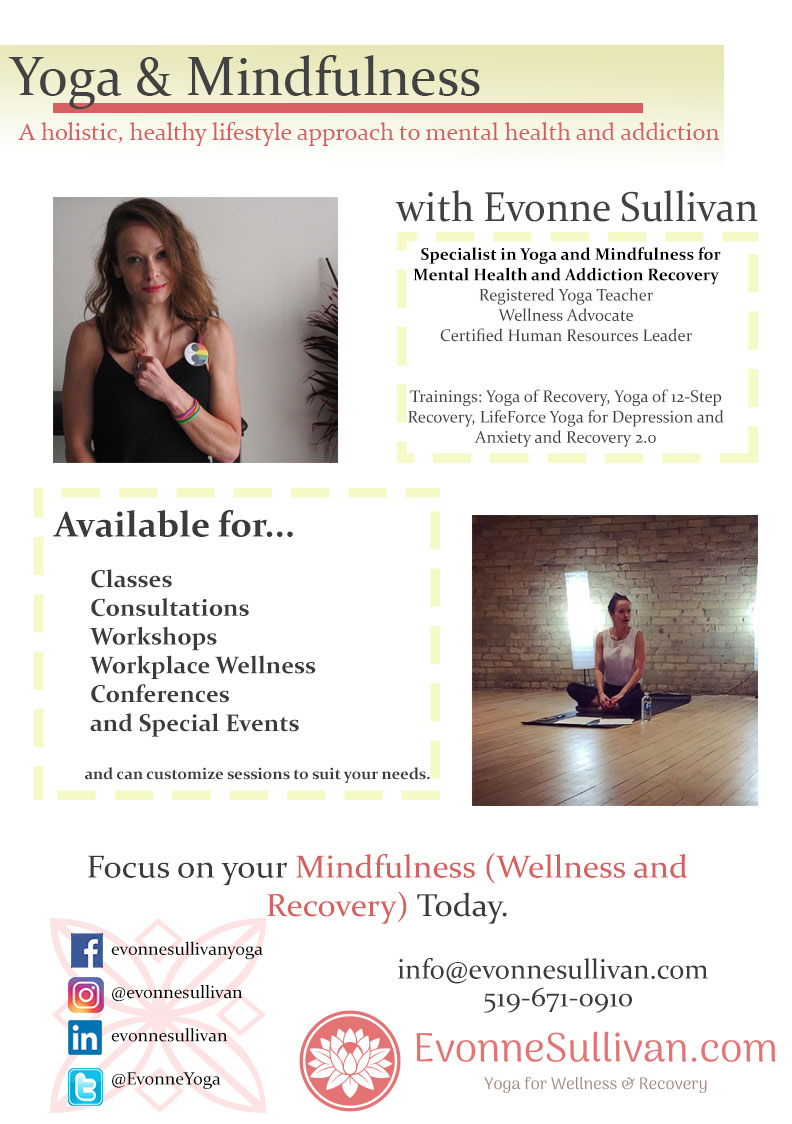 Yoga & Mindfulness
A holistic, healthy lifestyle approach to mental health and addiction
with Evonne Sullivan
Specialist in Yoga and Mindfulness for
Mental Health and Addiction Recovery
Registered Yoga Teacher
Wellness Advocate
Certified Human Resources Leader
Trainings: Yoga of Recovery, Yoga of 12-Step
Recovery, LifeForce Yoga for Depression and
Anxiety and Recovery 2.0
Available for...
Classes
Consultations
Workshops
Workplace Wellness
Conferences
and Special Events
and can customize sessions to suit your needs.
Focus on your Mindfulness (Wellness and
Recovery) Today.
evonnesullivanyoga
@evonnesullivan
evonnesullivan
@EvonneYoga
info@evonnesullivan.com
519-671-0910
EvonneSullivan.com
Yoga for Wellness & Recovery